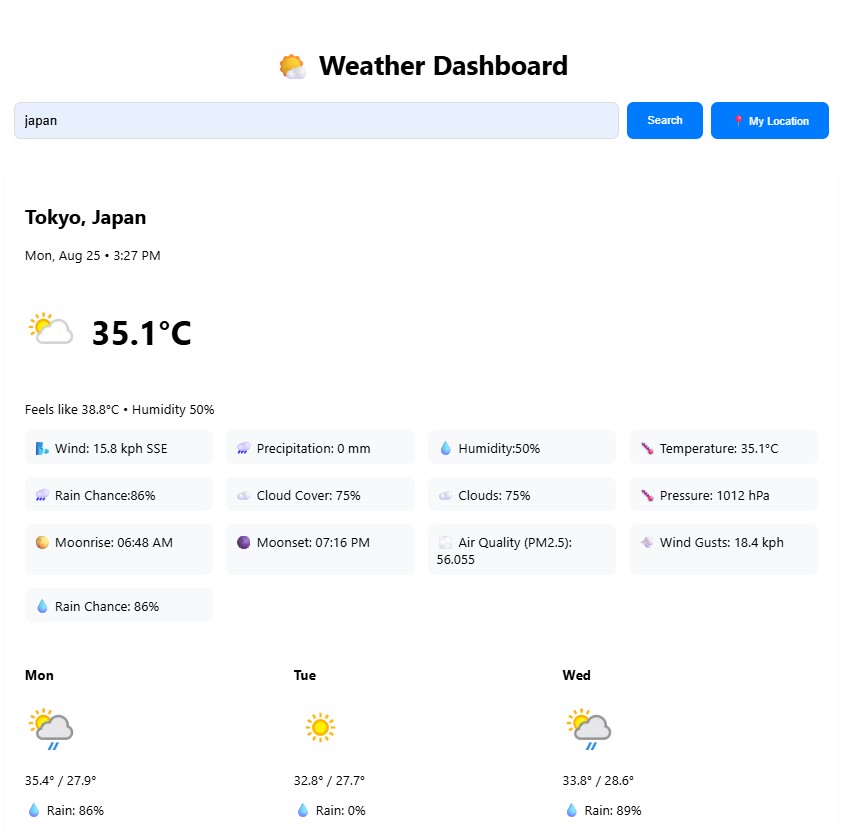 Weather Dashboard
japan
Search
My Location
Tokyo, Japan
Mon, Aug 25 • 3:27 PM
35.1°C
Feels like 38.8°C • Humidity 50%
Wind: 15.8 kph SSE
Precipitation: 0 mm
Humidity:50%
Temperature: 35.1°C
Rain Chance:86%
Cloud Cover: 75%
Clouds: 75%
Pressure: 1012 hPa
Moonrise: 06:48 AM
Moonset: 07:16 PM
Air Quality (PM2.5):
56.055
Wind Gusts: 18.4 kph
Rain Chance: 86%
Mon
Tue
Wed
35.4° / 27.9°
32.8° / 27.7°
33.8° / 28.6°
Rain: 86%
Rain: 0%
Rain: 89%